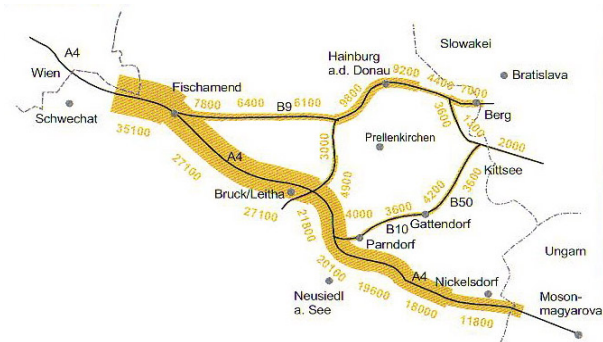 Slowakei
Hainburg
a.d. Donau
A4
Wien
9200
4400
7000
Bratislava
Fischamend
7800
6400
B9
6100
9800
3600
Berg
Schwechat
35100
1100
2000
Prellenkirchen
3000
27100
A4
Kittsee
4900
4200
3600
B50
Bruck/Leitha
27100
21800
4000
3600
Gattendorf
B10
Parndorf
Ungarn
20100
A4
Nickelsdorf
Neusiedl
a. See
19600
18000
11800
Moson-
magyarova